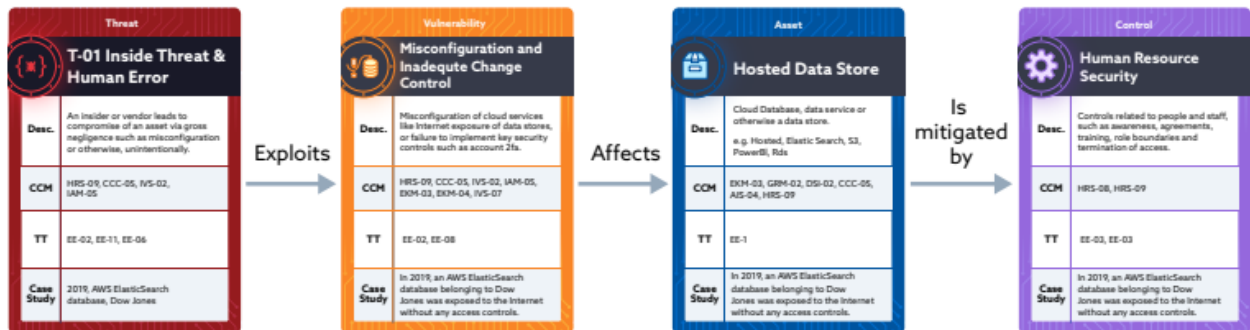 Threat
T-01 Inside Threat &
Human Error
Desc.
An insider or vendor leads to
compromise of an asset via gross
negligence such as misconfiguration
or otherwise, unintentionally.
CCM
HRS-09, CCC-05, IVS-02,
IAM-05
TT
EE-02, EE-11, EE-06
Case
Study
2019, AWS ElasticSearch
database, Dow Jones
Exploits
Vulnerability
Misconfiguration and
Inadequte Change
Control
Desc.
Misconfiguration of cloud services
like Internet exposure of data stores,
or failure to implement key security
controls such as account 2fa.
CCM
HRS-09, CCC-05, IVS-02, IAM-05,
EKM-03, EKM-04, IVS-07
TT
EE-02, EE-08
Case
Study
In 2019, an AWS ElasticSearch
database belonging to Dow
Jones was exposed to the Internet
without any access controls.
Affects
Asset
Hosted Data Store
Desc.
Cloud Database, data service or
otherwise a data store.
e.g. Hosted, Elastic Search, S3,
PowerBi, Rds
CCM
EKM-03, GRM-02, DSI-02, CCC-05,
AIS-04, HRS-09
TT
EE-1
Case
Study
In 2019, an AWS ElasticSearch
database belonging to Dow
Jones was exposed to the Internet
without any access controls.
Is
mitigated
by
Control
Human Resource
Security
Desc.
Controls related to people and staff,
such as awareness, agreements,
training, role boundaries and
termination of access.
CCM
HRS-08, HRS-09
TT
EE-03, EE-03
Case
Study
In 2019, an AWS ElasticSearch
database belonging to Dow
Jones was exposed to the Internet
without any access controls.